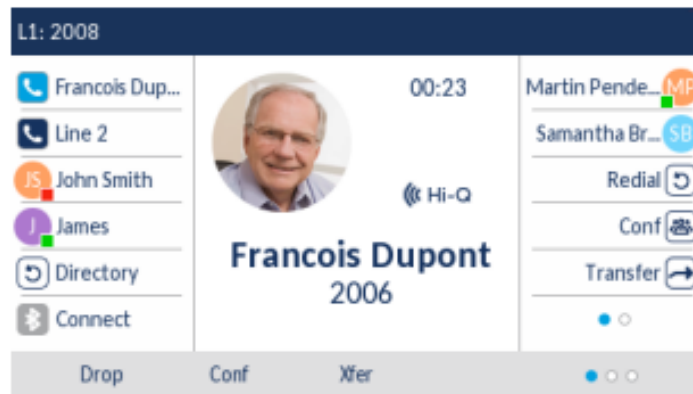 L1: 2008
Francois Dup...
Line 2
JS John Smith
J James
Directory
Connect
00:23
Hi-Q
Francois Dupont
2006
Martin Pende... MP
Samantha Br... SB
Redial
Conf
Transfer
Drop Conf Xfer